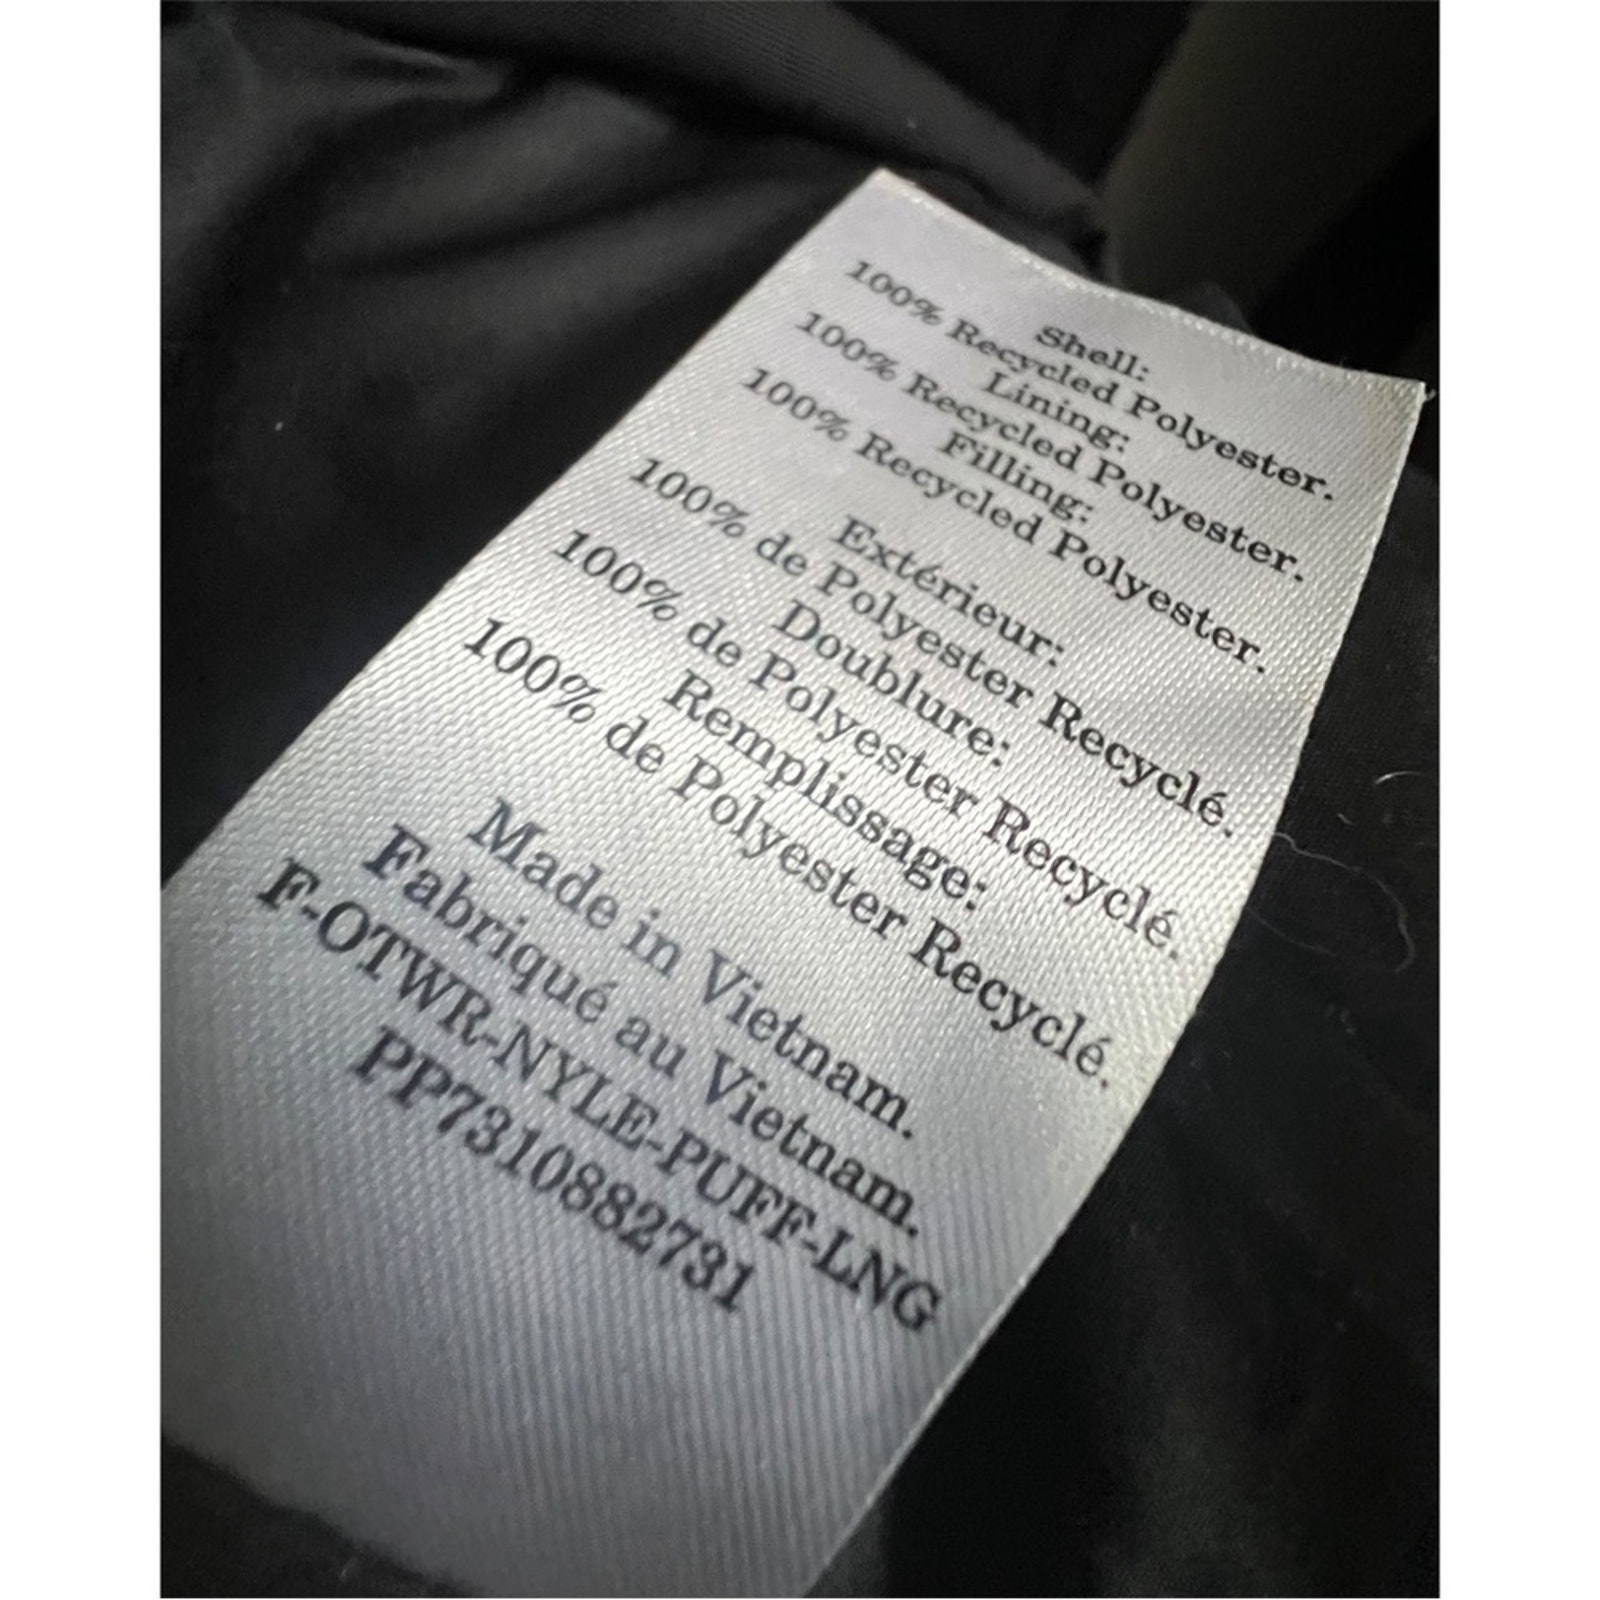 Shell:
100% Recycled Polyester.
Lining:
100% Recycled Polyester.
Filling:
100% Recycled Polyester.
Extérieur:
100% de Polyester Recyclé.
Doublure:
100% de Polyester Recyclé.
Remplissage:
100% de Polyester Recyclé.
Made in Vietnam.
Fabriqué au Vietnam.
F-OTWR-NYLE-PUFF-LNG
PP7310882731